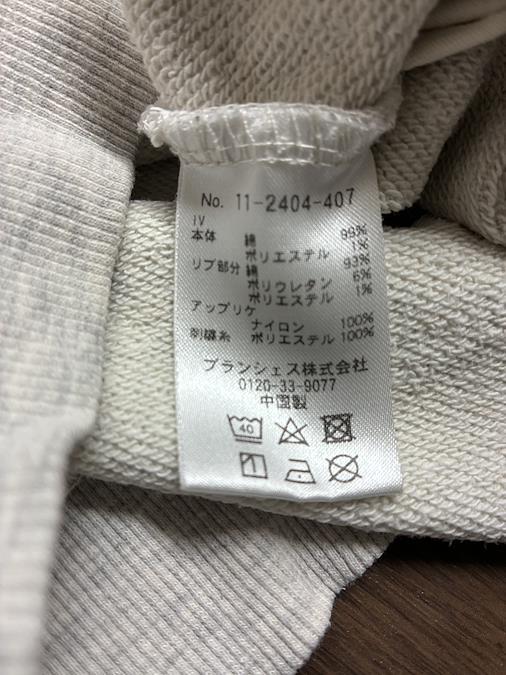 No. 11-2404-407
IV
本体 綿 99%
ポリエステル 1%
リブ部分 綿 93%
ポリウレタン 6%
ポリエステル 1%
アップリケ
ナイロン 100%
刺繍糸 ポリエステル 100%
ブランシェス株式会社
0120-33-9077
中国製
40